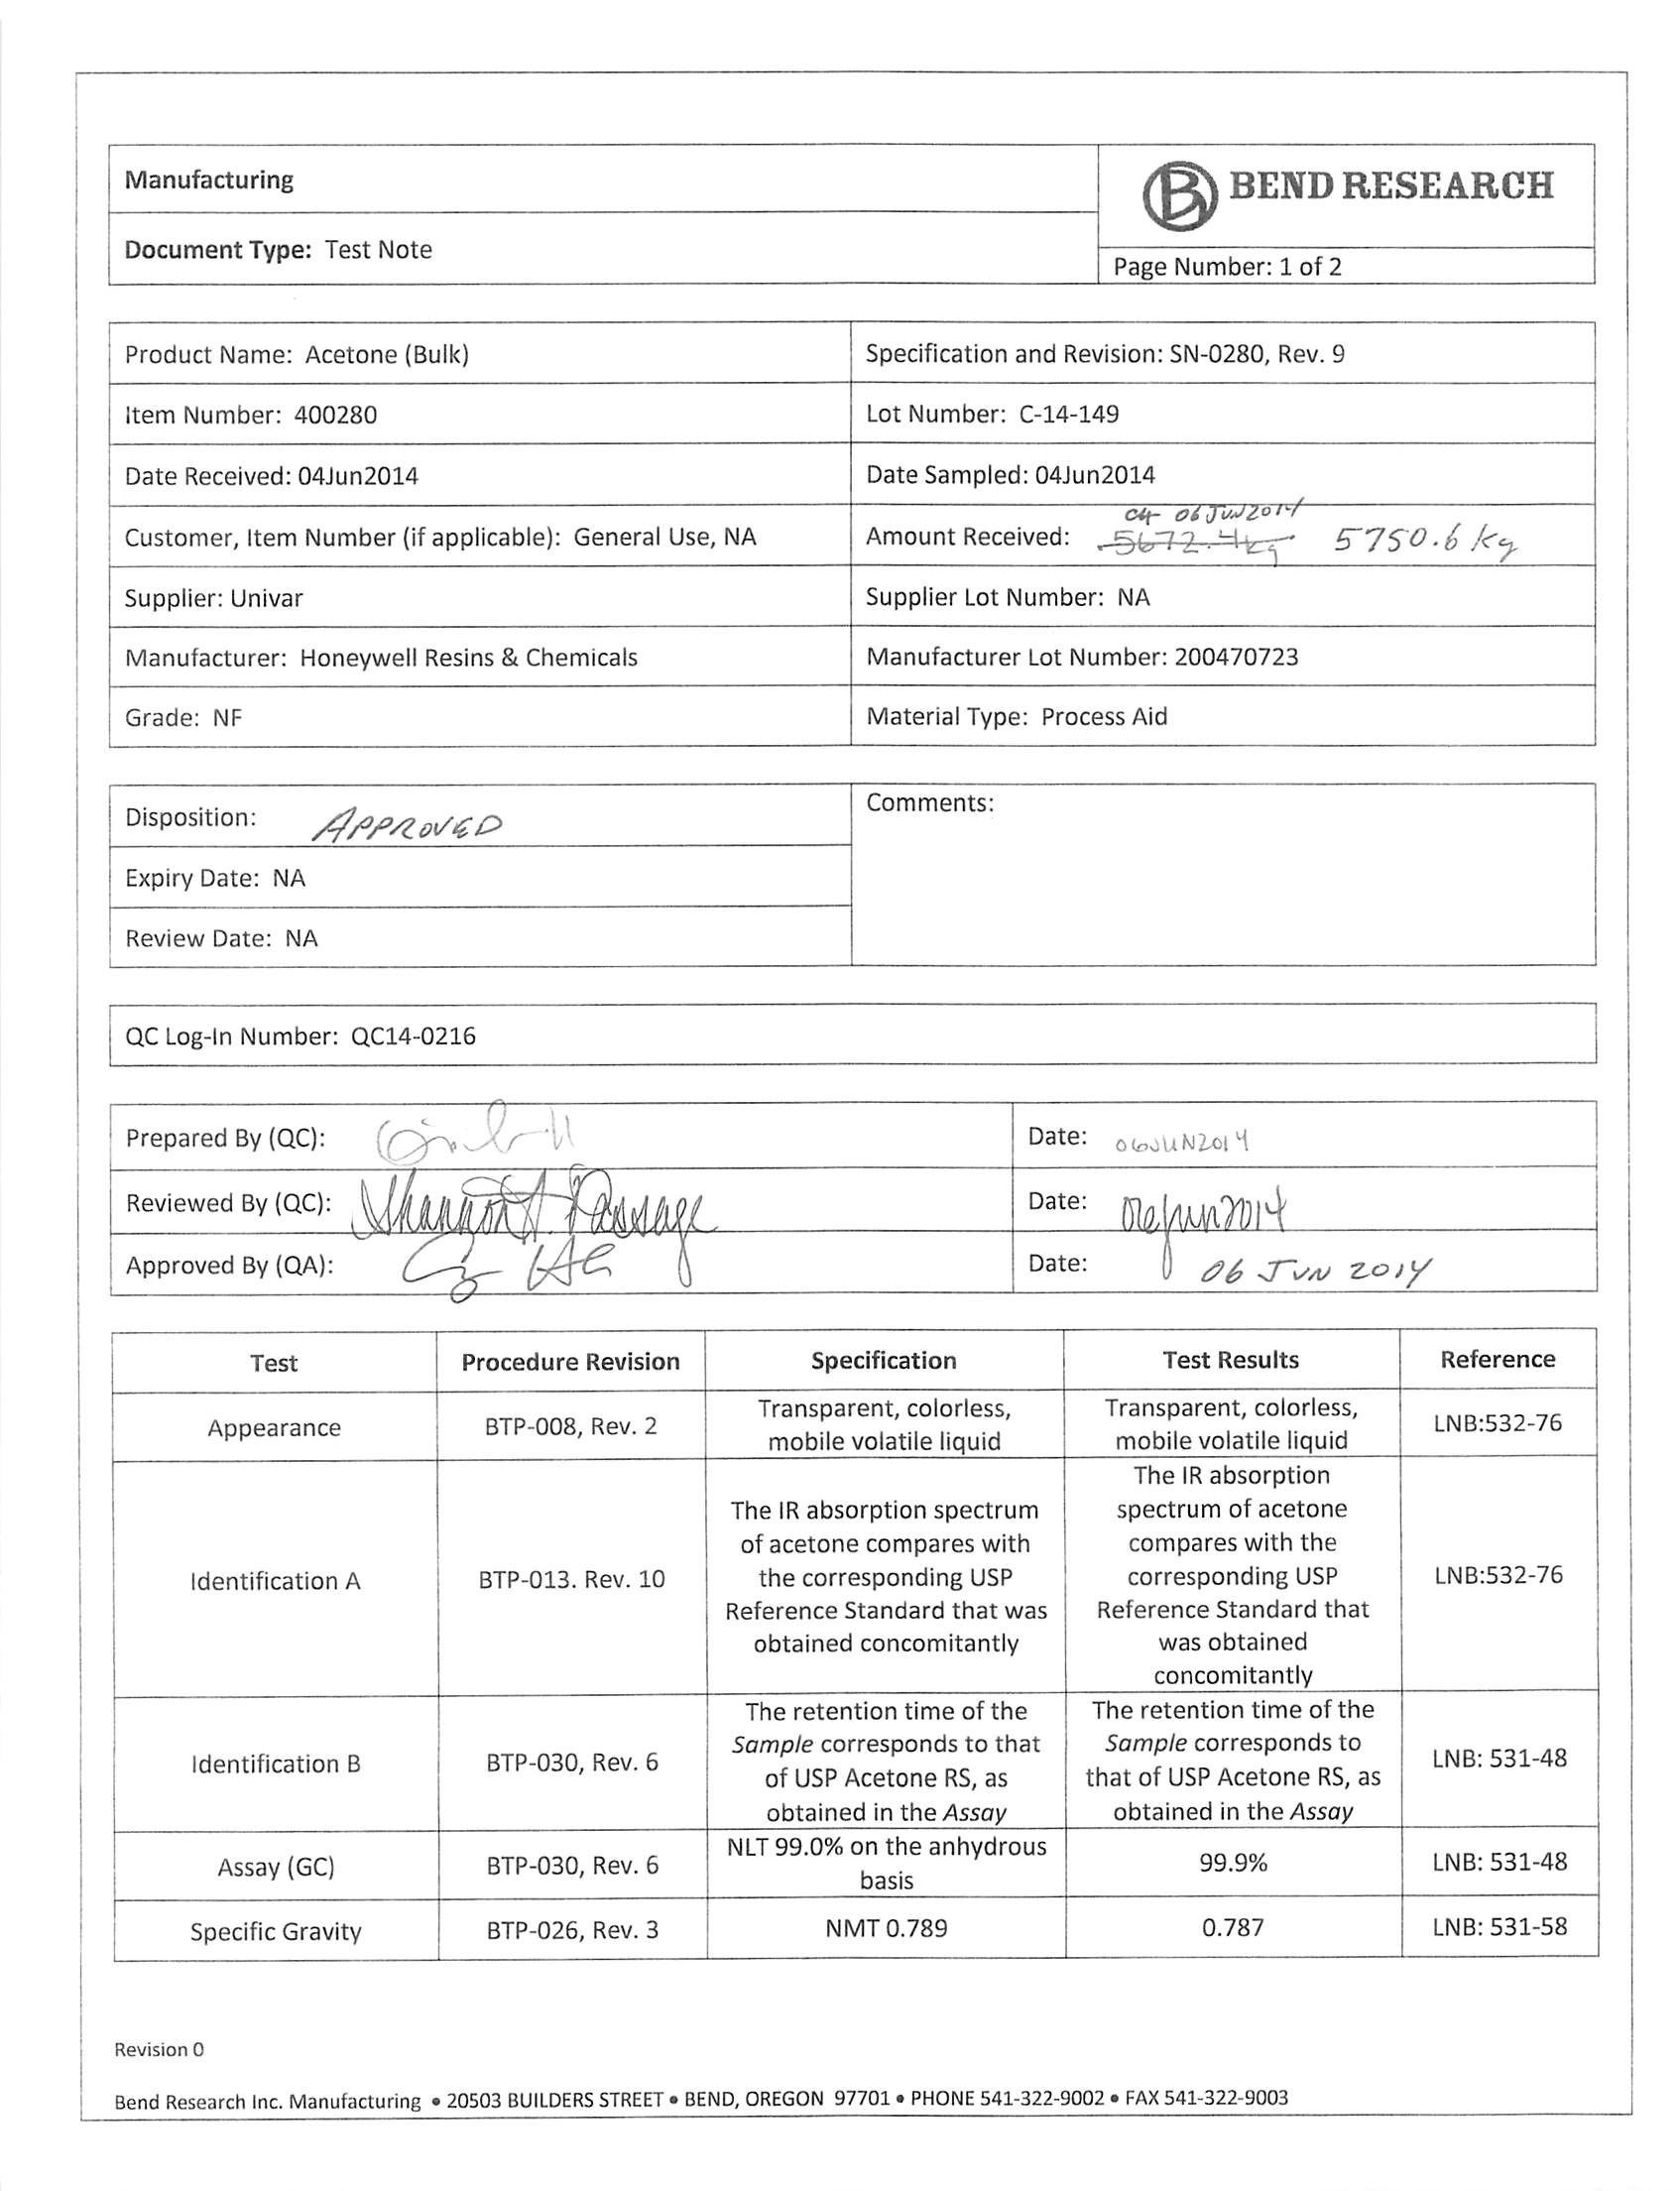 Manufacturing
BEND RESEARCH
Document Type: Test Note
Page Number: 1 of 2
Product Name: Acetone (Bulk)
Specification and Revision: SN-0280, Rev. 9
Item Number: 400280
Lot Number: C-14-149
Date Received: 04Jun2014
Date Sampled: 04Jun2014
06 JUN2014
Customer, Item Number (if applicable): General Use, NA
Amount Received: 5672.4kg 5750.6 kg
Supplier: Univar
Supplier Lot Number: NA
Manufacturer: Honeywell Resins & Chemicals
Manufacturer Lot Number: 200470723
Grade: NF
Material Type: Process Aid
Disposition: APPROVED
Comments:
Expiry Date: NA
Review Date: NA
QC Log-In Number: QC14-0216
Prepared By (QC):
Date: 06JUN2014
Reviewed By (QC): Shannon A. Passage
Date: 06Jun2014
Approved By (QA):
Date: 06 JUN 2014
Test Procedure Revision Specification Test Results Reference
Appearance
BTP-008, Rev. 2
Transparent, colorless,
mobile volatile liquid
Transparent, colorless,
mobile volatile liquid
LNB:532-76
Identification A
BTP-013. Rev. 10
The IR absorption spectrum
of acetone compares with
the corresponding USP
Reference Standard that was
obtained concomitantly
The IR absorption
spectrum of acetone
compares with the
corresponding USP
Reference Standard that
was obtained
concomitantly
LNB:532-76
Identification B
BTP-030, Rev. 6
The retention time of the
Sample corresponds to that
of USP Acetone RS, as
obtained in the Assay
The retention time of the
Sample corresponds to
that of USP Acetone RS, as
obtained in the Assay
LNB: 531-48
Assay (GC)
BTP-030, Rev. 6
NLT 99.0% on the anhydrous
basis
99.9%
LNB: 531-48
Specific Gravity
BTP-026, Rev. 3
NMT 0.789
0.787
LNB: 531-58
Revision 0
Bend Research Inc. Manufacturing • 20503 BUILDERS STREET • BEND, OREGON 97701 • PHONE 541-322-9002 • FAX 541-322-9003